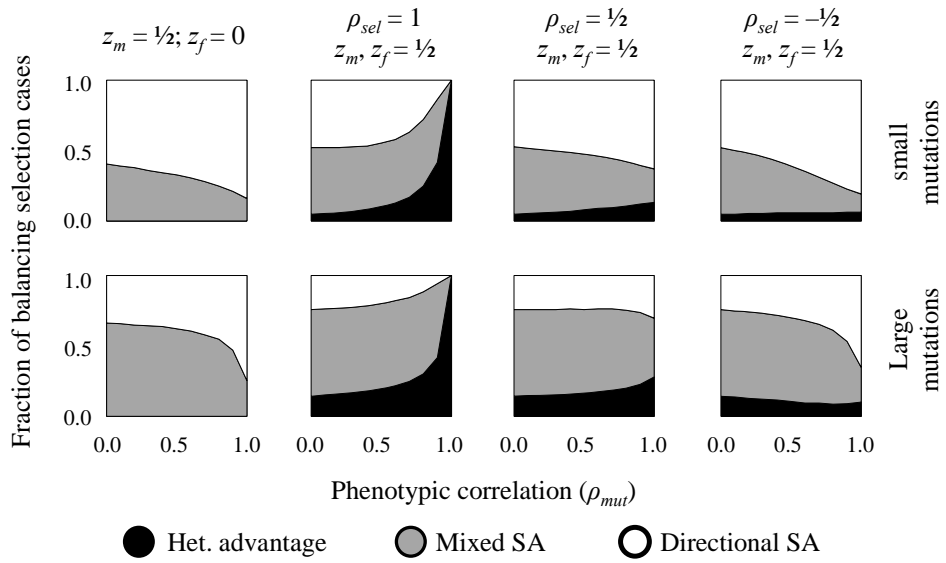 z_m = ½; z_f = 0
ρ_sel = 1
z_m, z_f = ½
ρ_sel = ½
z_m, z_f = ½
ρ_sel = –½
z_m, z_f = ½
Fraction of balancing selection cases
1.0
0.5
0.0
small
mutations
1.0
0.5
0.0
Large
mutations
0.0 0.5 1.0 0.0 0.5 1.0 0.0 0.5 1.0 0.0 0.5 1.0
Phenotypic correlation (ρ_mut)
Het. advantage Mixed SA Directional SA